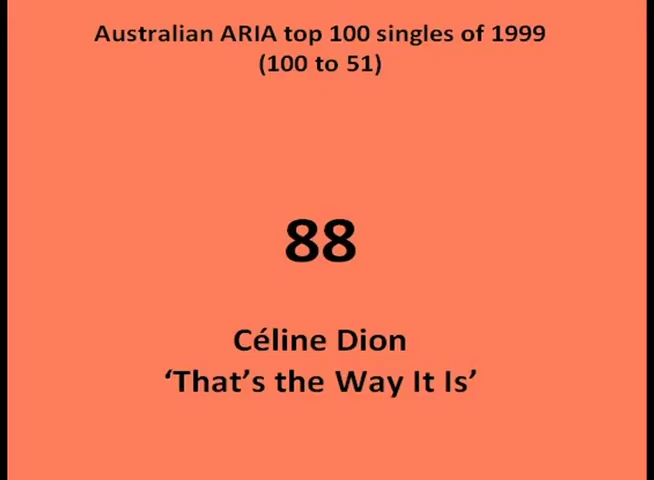 Australian ARIA top 100 singles of 1999
(100 to 51)
88
Céline Dion
‘That’s the Way It Is’